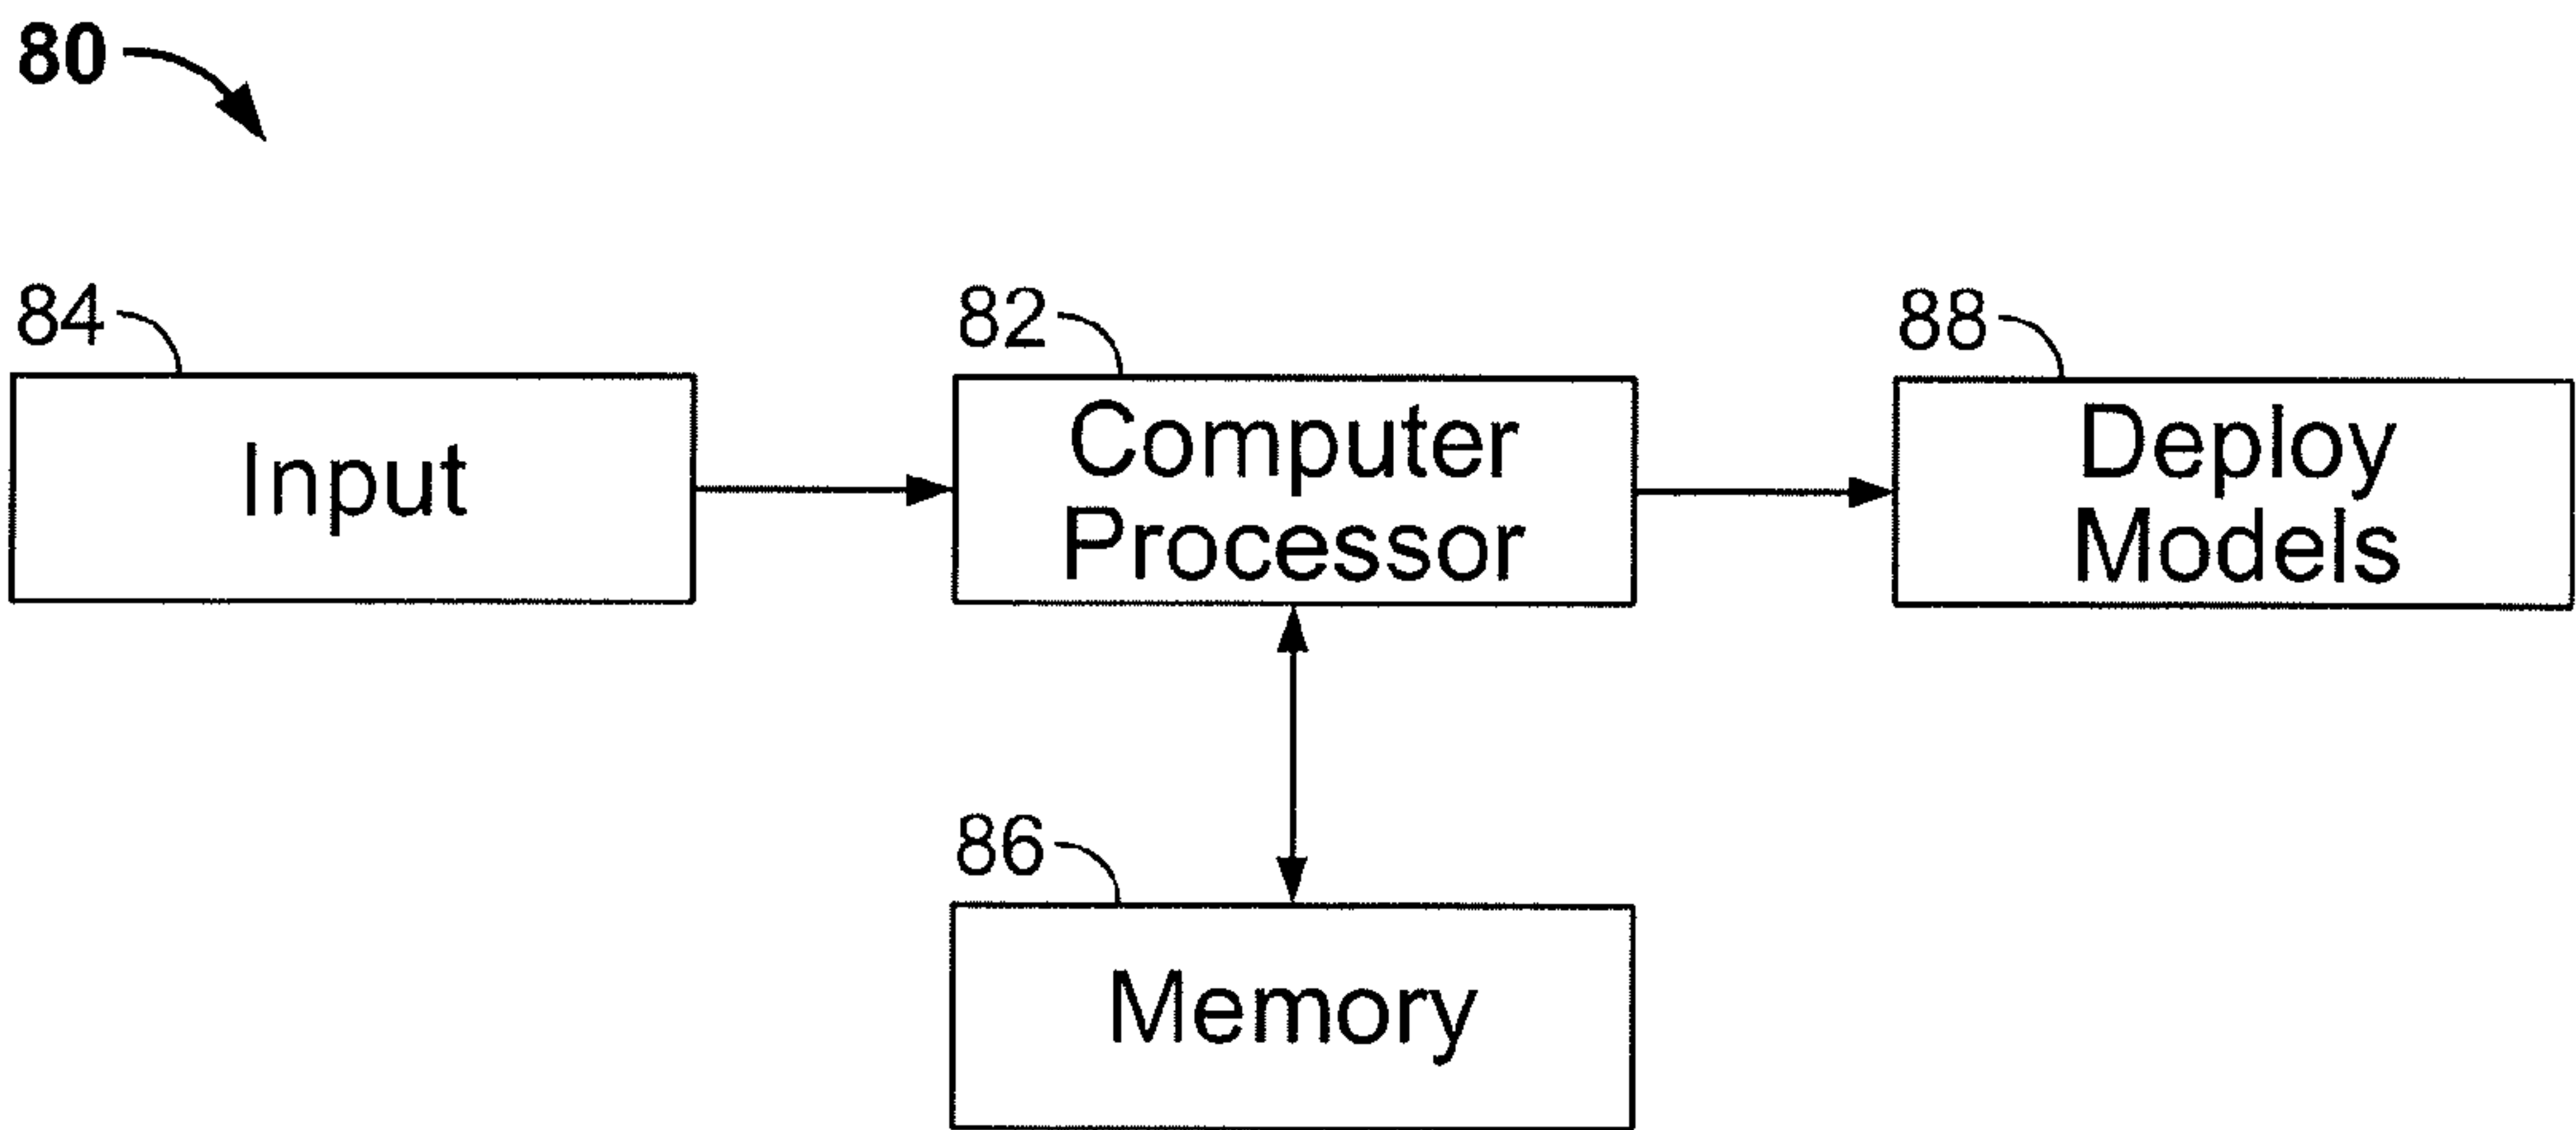 80
84
Input
82
Computer
Processor
88
Deploy
Models
86
Memory